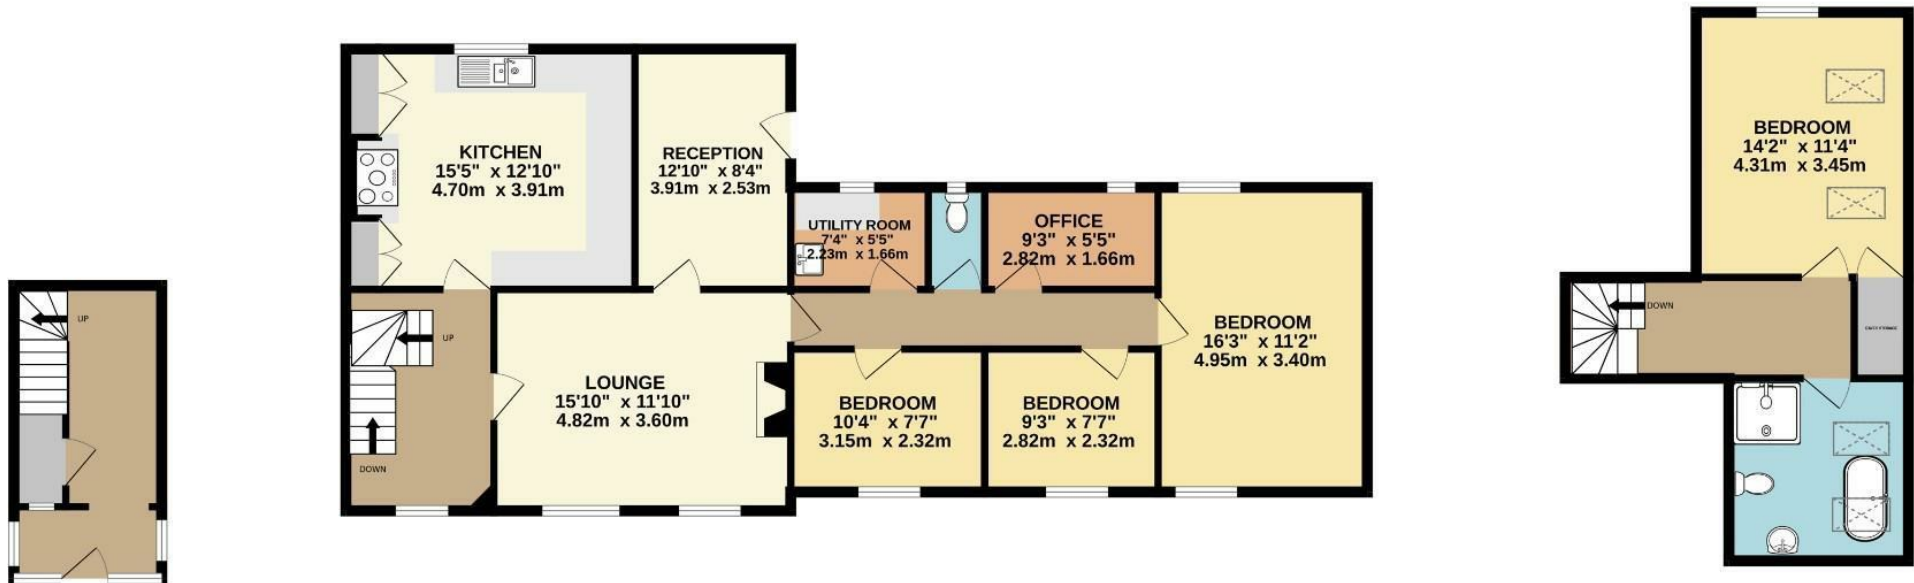 UP
KITCHEN
15'5" x 12'10"
4.70m x 3.91m
RECEPTION
12'10" x 8'4"
3.91m x 2.53m
UTILITY ROOM
7'4" x 5'5"
2.23m x 1.66m
OFFICE
9'3" x 5'5"
2.82m x 1.66m
UP
DOWN
LOUNGE
15'10" x 11'10"
4.82m x 3.60m
BEDROOM
10'4" x 7'7"
3.15m x 2.32m
BEDROOM
9'3" x 7'7"
2.82m x 2.32m
BEDROOM
16'3" x 11'2"
4.95m x 3.40m
BEDROOM
14'2" x 11'4"
4.31m x 3.45m
DOWN
EAVES STORAGE